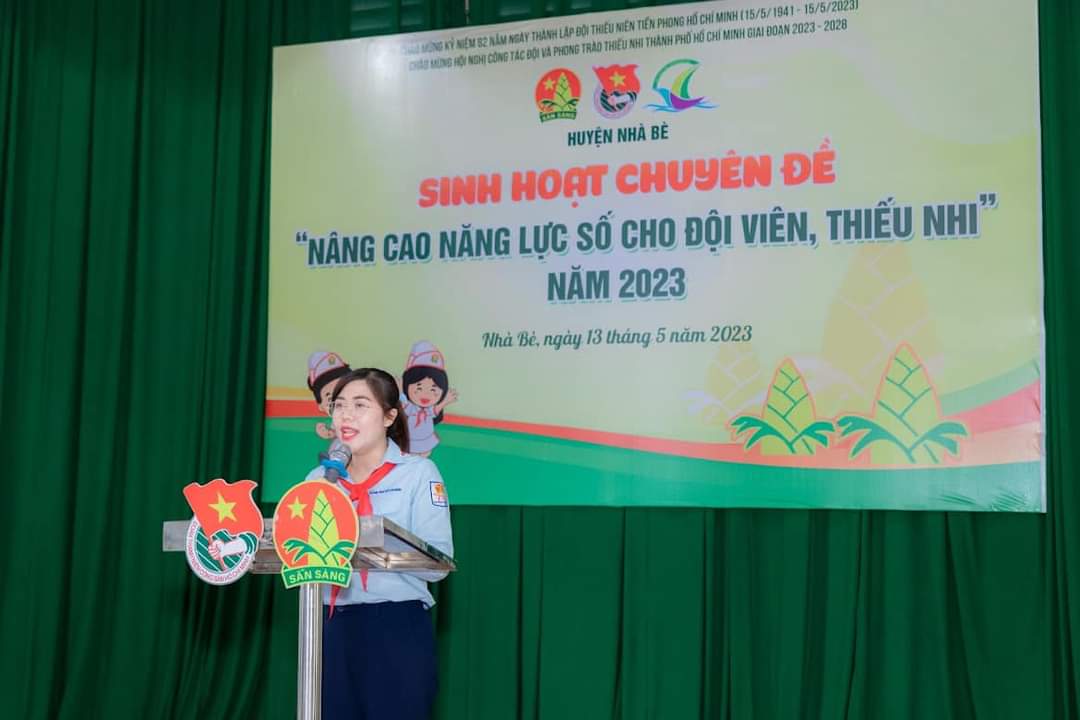 CHÀO MỪNG KỶ NIỆM 82 NĂM NGÀY THÀNH LẬP ĐỘI THIẾU NIÊN TIỀN PHONG HỒ CHÍ MINH (15/5/1941 - 15/5/2023)
CHÀO MỪNG HỘI NGHỊ CÔNG TÁC ĐỘI VÀ PHONG TRÀO THIẾU NHI THÀNH PHỐ HỒ CHÍ MINH GIAI ĐOẠN 2023 - 2028
SẴN SÀNG
HUYỆN NHÀ BÈ
SINH HOẠT CHUYÊN ĐỀ
“NÂNG CAO NĂNG LỰC SỐ CHO ĐỘI VIÊN, THIẾU NHI”
NĂM 2023
Nhà Bè, ngày 13 tháng 5 năm 2023
SẴN SÀNG